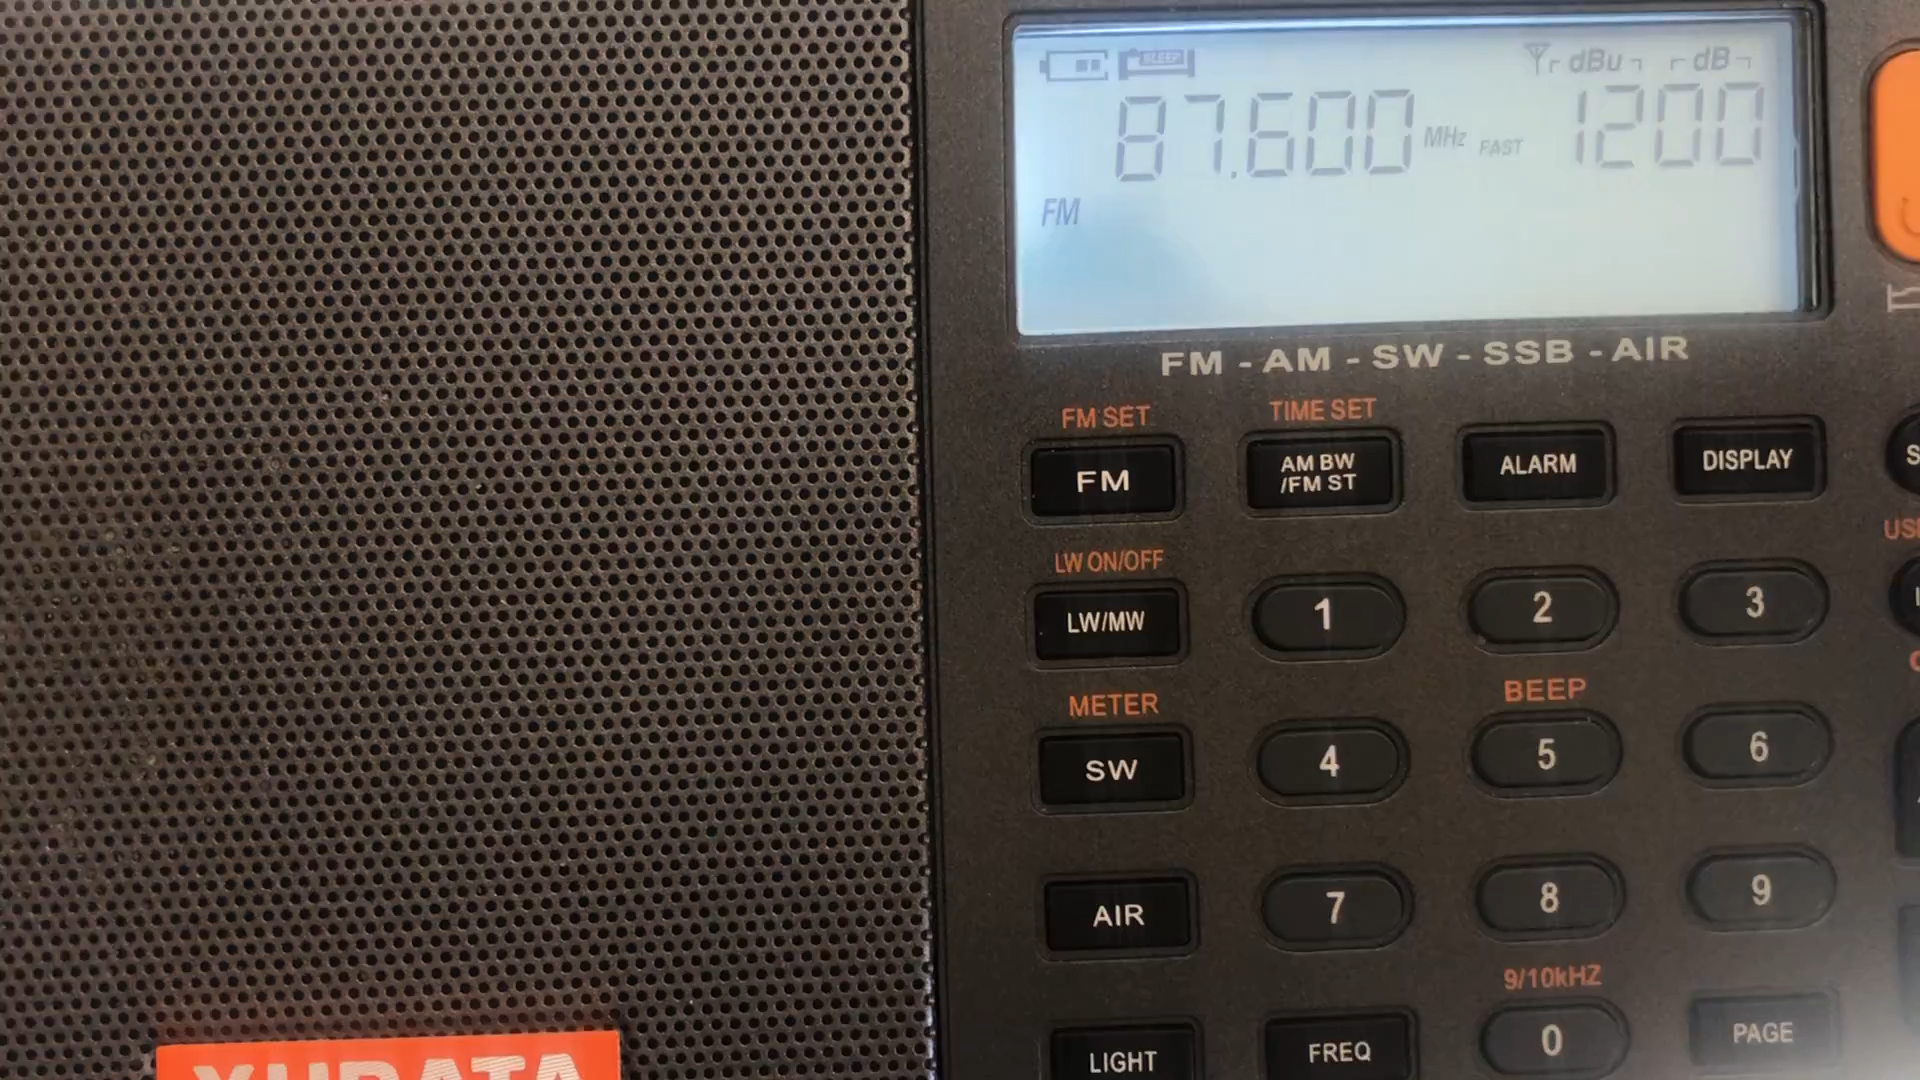 SLEEP dBu dB
87.600 MHz FAST 1200
FM
FM - AM - SW - SSB - AIR
FM SET TIME SET
FM AM BW /FM ST ALARM DISPLAY
LW ON/OFF
LW/MW 1 2 3
METER BEEP
SW 4 5 6
AIR 7 8 9
9/10kHZ
LIGHT FREQ 0 PAGE
XHDATA